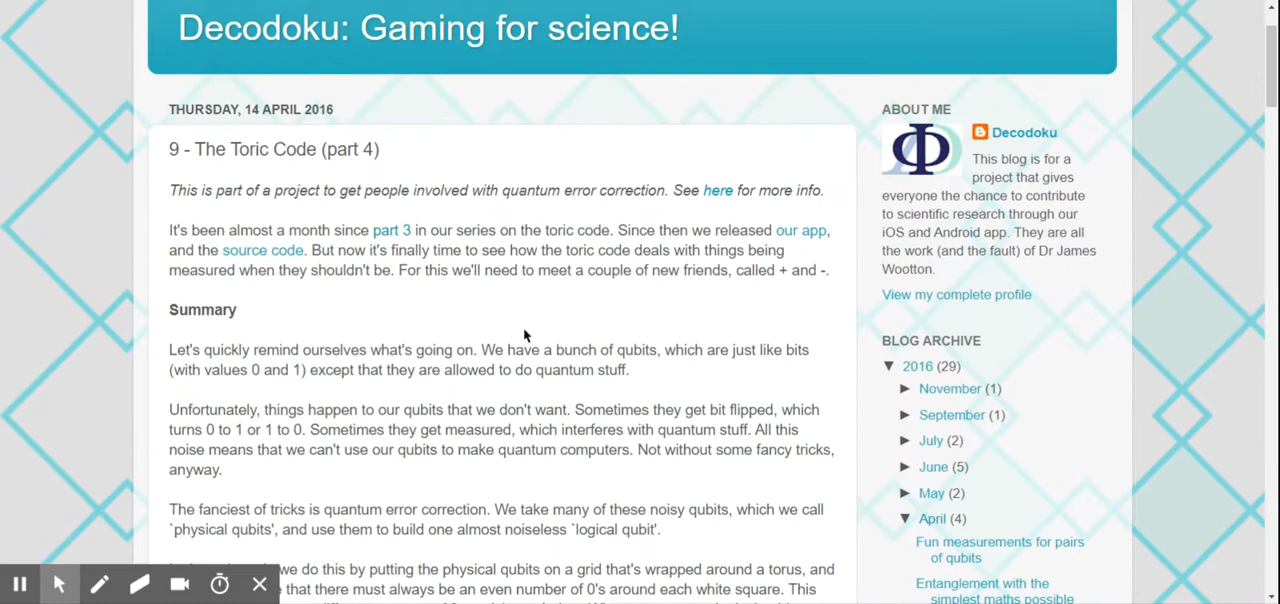 Decodoku: Gaming for science!
THURSDAY, 14 APRIL 2016
9 - The Toric Code (part 4)
This is part of a project to get people involved with quantum error correction. See here for more info.
It's been almost a month since part 3 in our series on the toric code. Since then we released our app,
and the source code. But now it's finally time to see how the toric code deals with things being
measured when they shouldn't be. For this we'll need to meet a couple of new friends, called + and -.
Summary
Let's quickly remind ourselves what's going on. We have a bunch of qubits, which are just like bits
(with values 0 and 1) except that they are allowed to do quantum stuff.
Unfortunately, things happen to our qubits that we don't want. Sometimes they get bit flipped, which
turns 0 to 1 or 1 to 0. Sometimes they get measured, which interferes with quantum stuff. All this
noise means that we can't use our qubits to make quantum computers. Not without some fancy tricks,
anyway.
The fanciest of tricks is quantum error correction. We take many of these noisy qubits, which we call
`physical qubits', and use them to build one almost noiseless `logical qubit'.
we do this by putting the physical qubits on a grid that's wrapped around a torus, and
that there must always be an even number of 0's around each white square. This
ABOUT ME
Decodoku
This blog is for a
project that gives
everyone the chance to contribute
to scientific research through our
iOS and Android app. They are all
the work (and the fault) of Dr James
Wootton.
View my complete profile
BLOG ARCHIVE
▼ 2016 (29)
► November (1)
► September (1)
► July (2)
► June (5)
► May (2)
▼ April (4)
Fun measurements for pairs
of qubits
Entanglement with the
simplest maths possible